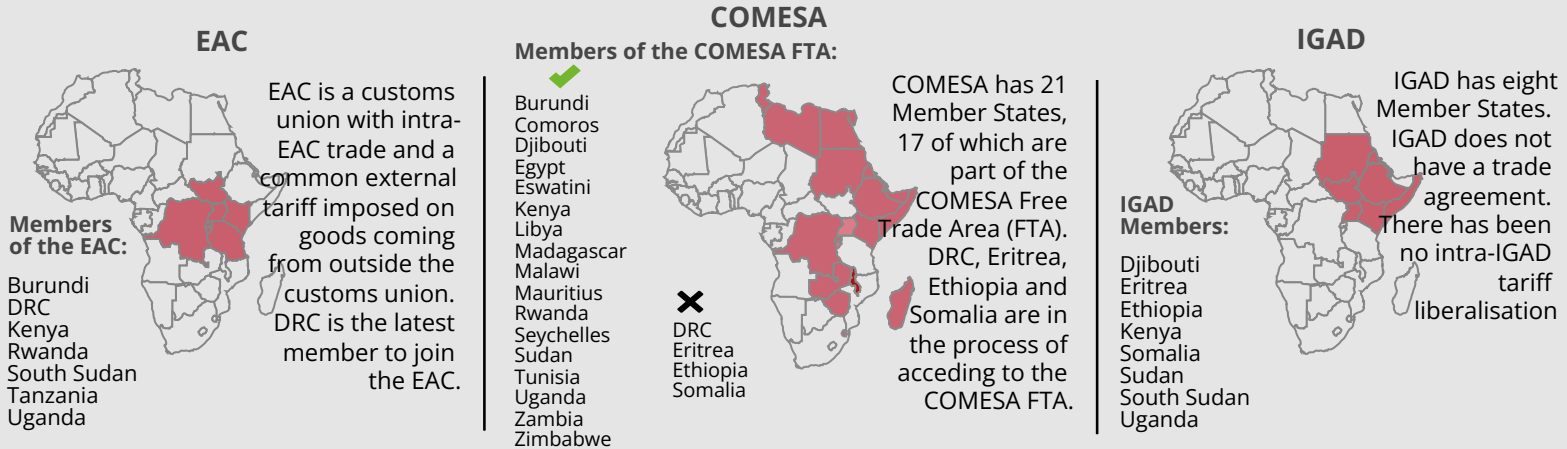 EAC
EAC is a customs
union with intra-
EAC trade and a
common external
tariff imposed on
goods coming
from outside the
customs union.
DRC is the latest
member to join
the EAC.
Members
of the EAC:
Burundi
DRC
Kenya
Rwanda
South Sudan
Tanzania
Uganda
COMESA
Members of the COMESA FTA:
Burundi
Comoros
Djibouti
Egypt
Eswatini
Kenya
Libya
Madagascar
Malawi
Mauritius
Rwanda
Seychelles
Sudan
Tunisia
Uganda
Zambia
Zimbabwe
DRC
Eritrea
Ethiopia
Somalia
COMESA has 21
Member States,
17 of which are
part of the
COMESA Free
Trade Area (FTA).
DRC, Eritrea,
Ethiopia and
Somalia are in
the process of
acceding to the
COMESA FTA.
IGAD
IGAD has eight
Member States.
IGAD does not
have a trade
agreement.
There has been
no intra-IGAD
tariff
liberalisation
IGAD
Members:
Djibouti
Eritrea
Ethiopia
Kenya
Somalia
Sudan
South Sudan
Uganda